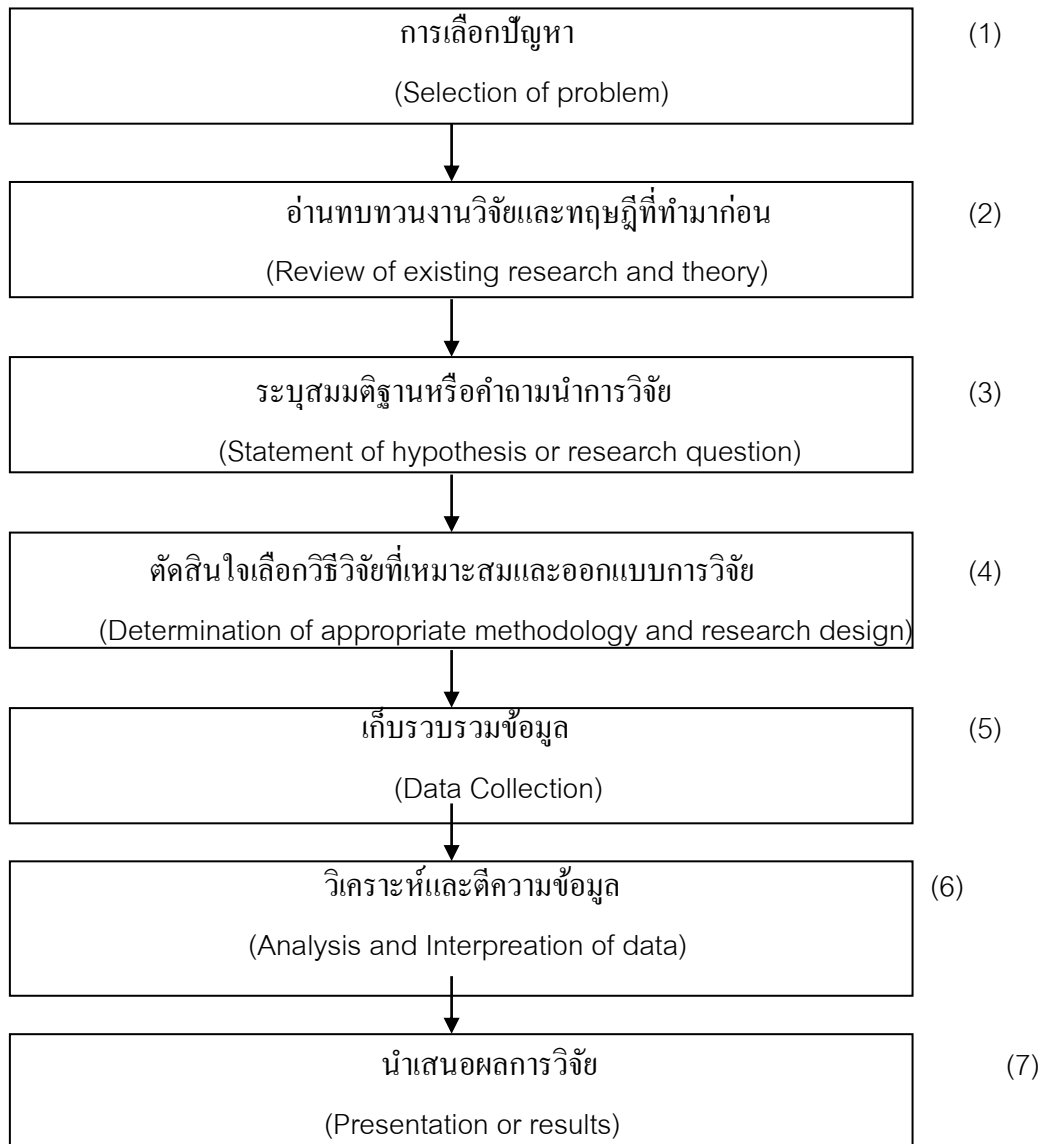 การเลือกปัญหา (1)
(Selection of problem)
อ่านทบทวนงานวิจัยและทฤษฎีที่ทำมาก่อน (2)
(Review of existing research and theory)
ระบุสมมติฐานหรือคำถามนำการวิจัย (3)
(Statement of hypothesis or research question)
ตัดสินใจเลือกวิธีวิจัยที่เหมาะสมและออกแบบการวิจัย (4)
(Determination of appropriate methodology and research design)
เก็บรวบรวมข้อมูล (5)
(Data Collection)
วิเคราะห์และตีความข้อมูล (6)
(Analysis and Interpreation of data)
นำเสนอผลการวิจัย (7)
(Presentation or results)